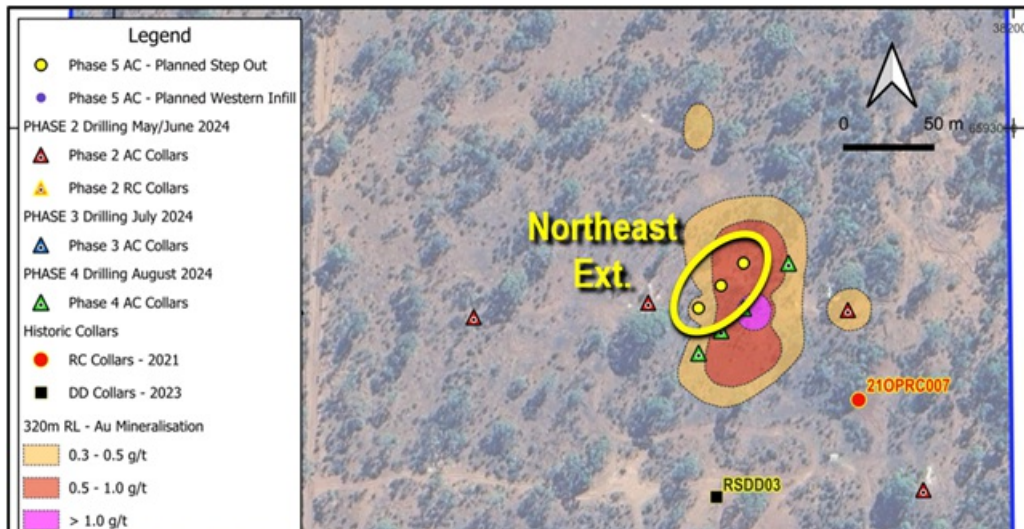 Legend
Phase 5 AC - Planned Step Out
Phase 5 AC - Planned Western Infill
PHASE 2 Drilling May/June 2024
Phase 2 AC Collars
Phase 2 RC Collars
PHASE 3 Drilling July 2024
Phase 3 AC Collars
PHASE 4 Drilling August 2024
Phase 4 AC Collars
Historic Collars
RC Collars - 2021
DD Collars - 2023
320m RL - Au Mineralisation
0.3 - 0.5 g/t
0.5 - 1.0 g/t
> 1.0 g/t
38200
0 50 m
65930
Northeast
Ext.
21OPRC007
RSDD03